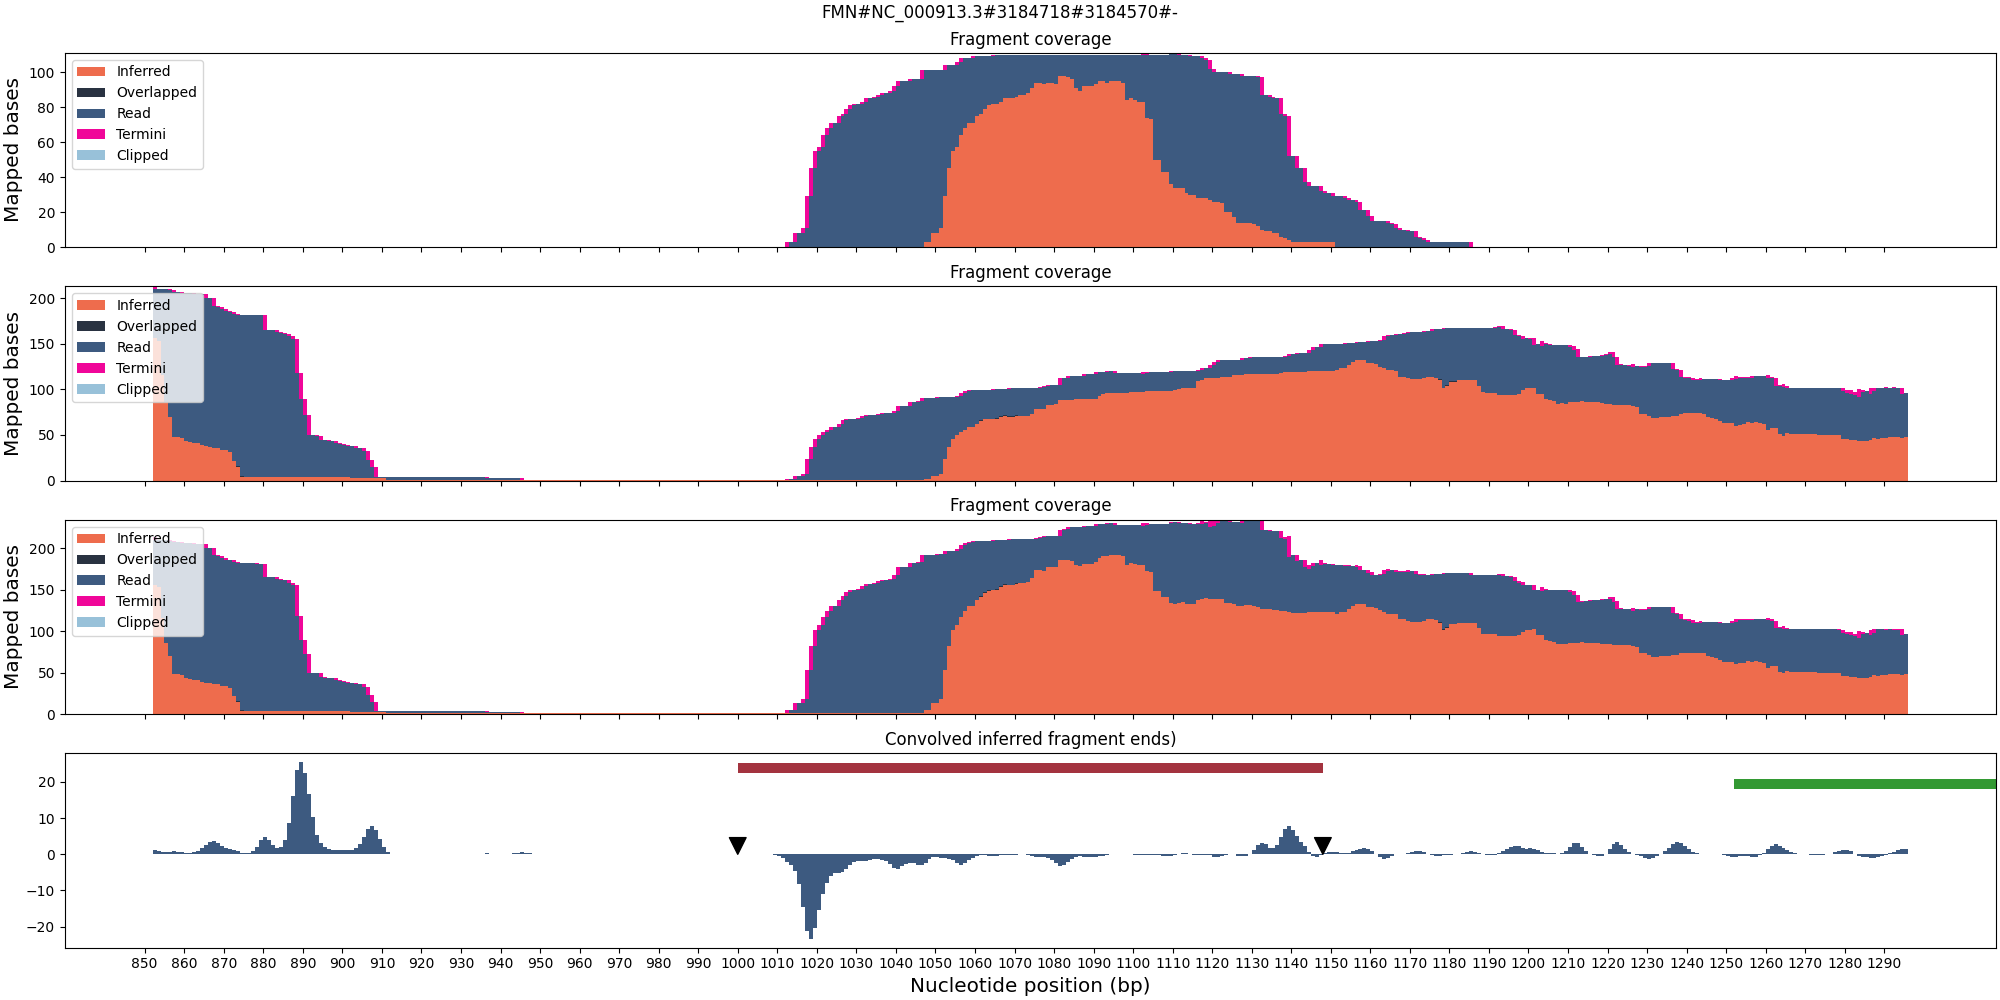 FMN#NC_000913.3#3184718#3184570#-
Fragment coverage
Mapped bases
100
80
60
40
20
0
Inferred
Overlapped
Read
Termini
Clipped
Fragment coverage
Mapped bases
200
150
100
50
0
Inferred
Overlapped
Read
Termini
Clipped
Fragment coverage
Mapped bases
200
150
100
50
0
Inferred
Overlapped
Read
Termini
Clipped
Convolved inferred fragment ends)
20
10
0
−10
−20
850 860 870 880 890 900 910 920 930 940 950 960 970 980 990 1000 1010 1020 1030 1040 1050 1060 1070 1080 1090 1100 1110 1120 1130 1140 1150 1160 1170 1180 1190 1200 1210 1220 1230 1240 1250 1260 1270 1280 1290
Nucleotide position (bp)